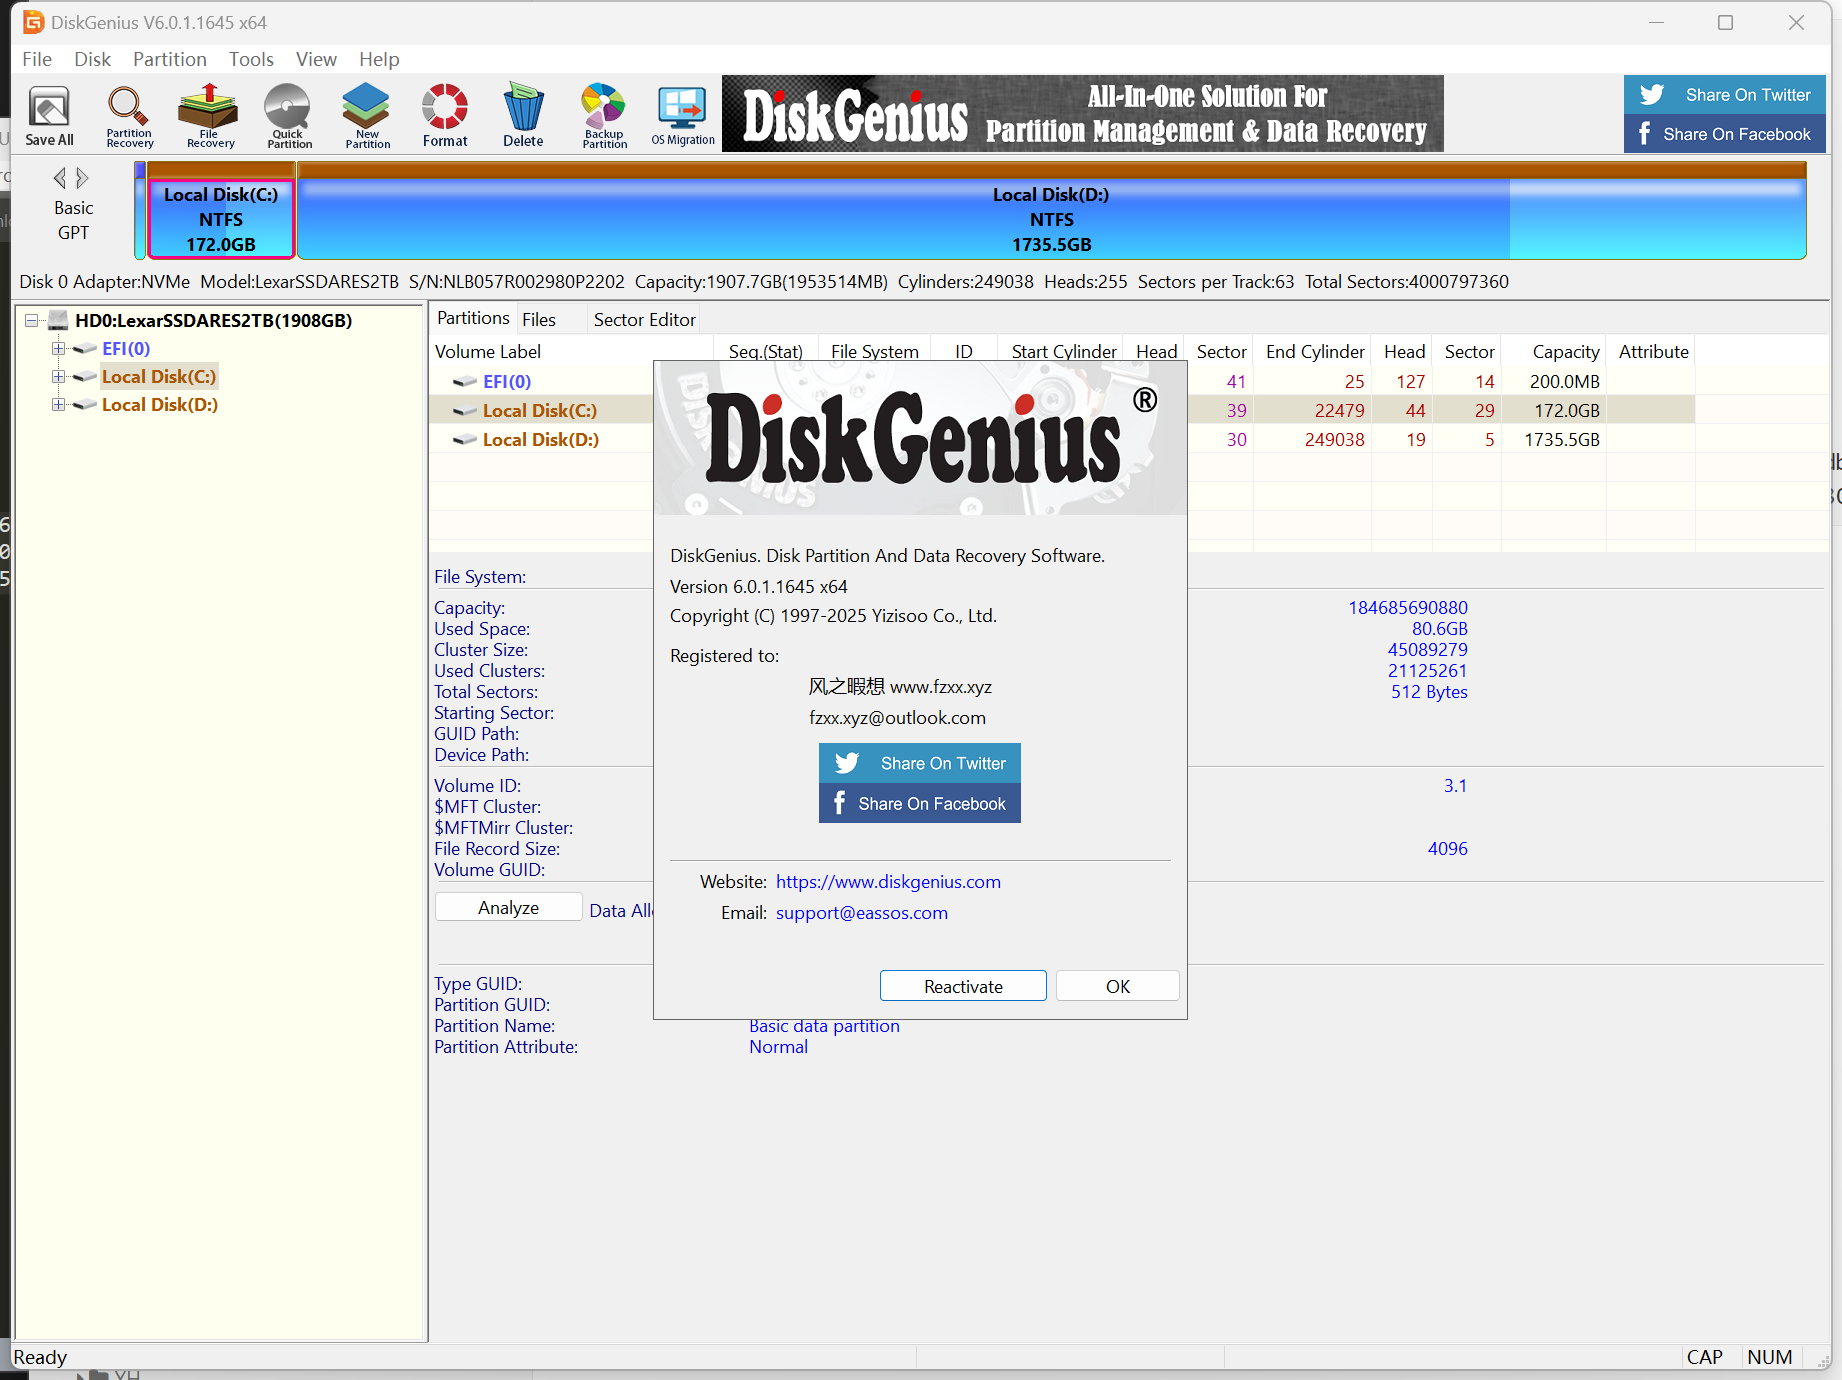 DiskGenius V6.0.1.1645 x64
File Disk Partition Tools View Help
Save All
Partition Recovery
File Recovery
Quick Partition
New Partition
Format
Delete
Backup Partition
OS Migration
DiskGenius
All-In-One Solution For
Partition Management & Data Recovery
Share On Twitter
Share On Facebook
Basic
GPT
Local Disk(C:)
NTFS
172.0GB
Local Disk(D:)
NTFS
1735.5GB
Disk 0 Adapter:NVMe Model:LexarSSDARES2TB S/N:NLB057R002980P2202 Capacity:1907.7GB(1953514MB) Cylinders:249038 Heads:255 Sectors per Track:63 Total Sectors:4000797360
HD0:LexarSSDARES2TB(1908GB)
EFI(0)
Local Disk(C:)
Local Disk(D:)
Partitions Files Sector Editor
Volume Label Seq.(Stat) File System ID Start Cylinder Head Sector End Cylinder Head Sector Capacity Attribute
EFI(0) 41 25 127 14 200.0MB
Local Disk(C:) 39 22479 44 29 172.0GB
Local Disk(D:) 30 249038 19 5 1735.5GB
File System:
Capacity: 184685690880
Used Space: 80.6GB
Cluster Size: 45089279
Used Clusters: 21125261
Total Sectors: 512 Bytes
Starting Sector:
GUID Path:
Device Path:
Volume ID: 3.1
$MFT Cluster:
$MFTMirr Cluster:
File Record Size: 4096
Volume GUID:
Analyze Data
Type GUID:
Partition GUID:
Partition Name: Basic data partition
Partition Attribute: Normal
DiskGenius®
DiskGenius. Disk Partition And Data Recovery Software.
Version 6.0.1.1645 x64
Copyright (C) 1997-2025 Yizisoo Co., Ltd.
Registered to:
风之暇想 www.fzxx.xyz
fzxx.xyz@outlook.com
Share On Twitter
Share On Facebook
Website: https://www.diskgenius.com
Email: support@eassos.com
Reactivate OK
Ready CAP NUM